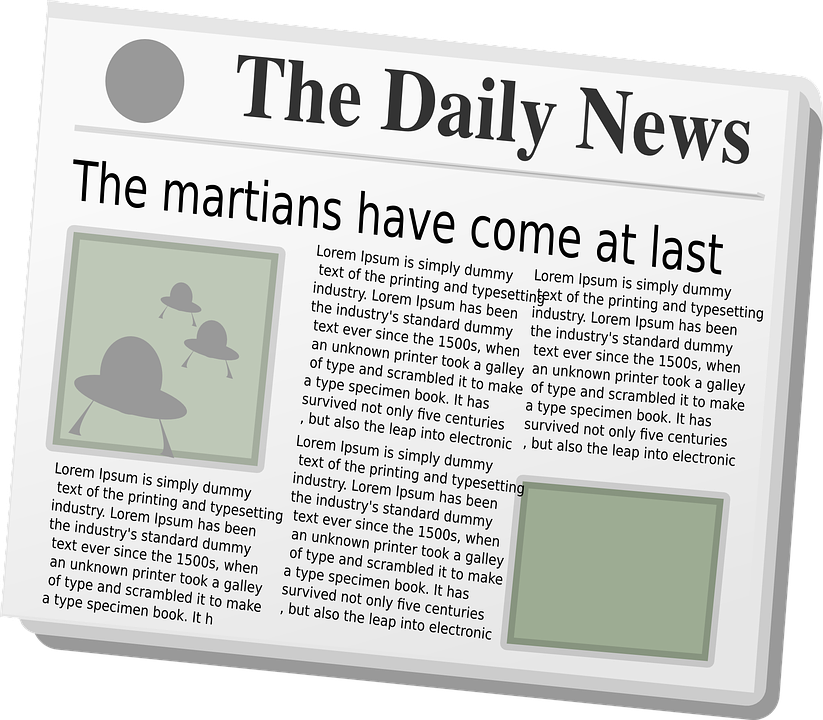 The Daily News
The martians have come at last
Lorem Ipsum is simply dummy
text of the printing and typesetting
industry. Lorem Ipsum has been
the industry's standard dummy
text ever since the 1500s, when
an unknown printer took a galley
of type and scrambled it to make
a type specimen book. It h
Lorem Ipsum is simply dummy
text of the printing and typesetting
industry. Lorem Ipsum has been
the industry's standard dummy
text ever since the 1500s, when
an unknown printer took a galley
of type and scrambled it to make
a type specimen book. It has
survived not only five centuries
, but also the leap into electronic
Lorem Ipsum is simply dummy
text of the printing and typesetting
industry. Lorem Ipsum has been
the industry's standard dummy
text ever since the 1500s, when
an unknown printer took a galley
of type and scrambled it to make
a type specimen book. It has
survived not only five centuries
, but also the leap into electronic
Lorem Ipsum is simply dummy
text of the printing and typesetting
industry. Lorem Ipsum has been
the industry's standard dummy
text ever since the 1500s, when
an unknown printer took a galley
of type and scrambled it to make
a type specimen book. It has
survived not only five centuries
, but also the leap into electronic